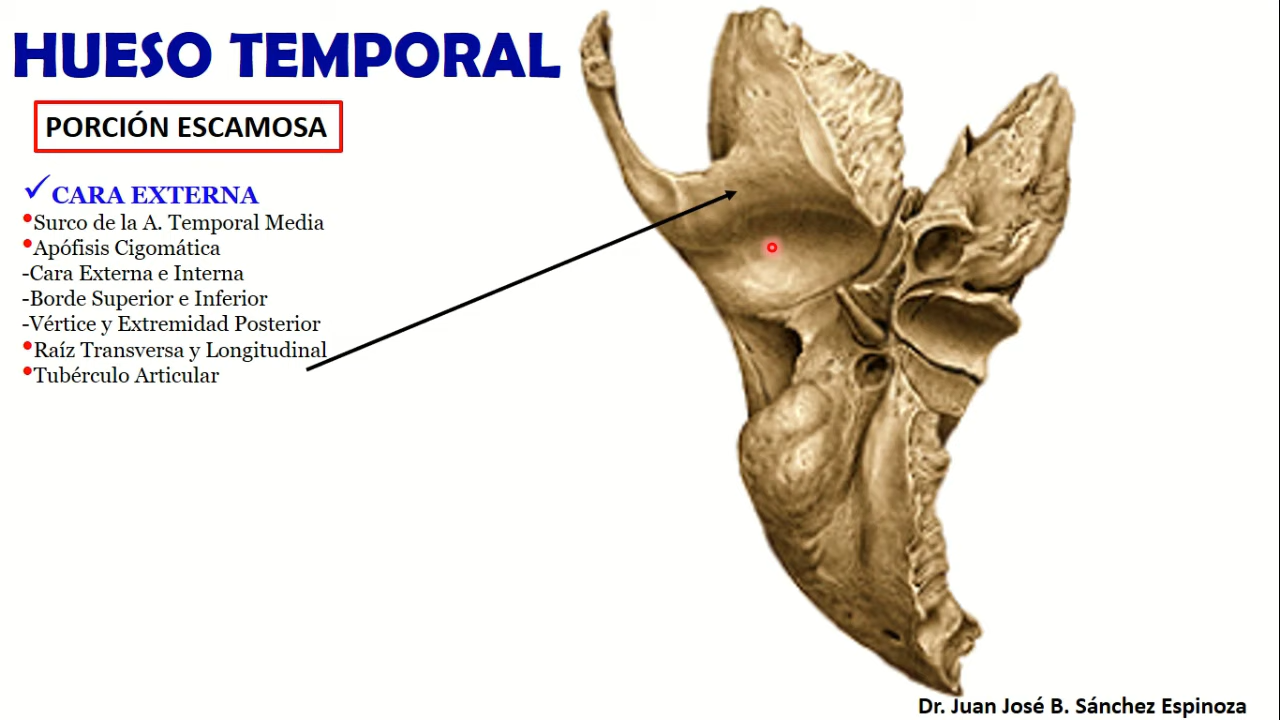 HUESO TEMPORAL
PORCIÓN ESCAMOSA
✓CARA EXTERNA
•Surco de la A. Temporal Media
•Apófisis Cigomática
-Cara Externa e Interna
-Borde Superior e Inferior
-Vértice y Extremidad Posterior
•Raíz Transversa y Longitudinal
•Tubérculo Articular
Dr. Juan José B. Sánchez Espinoza